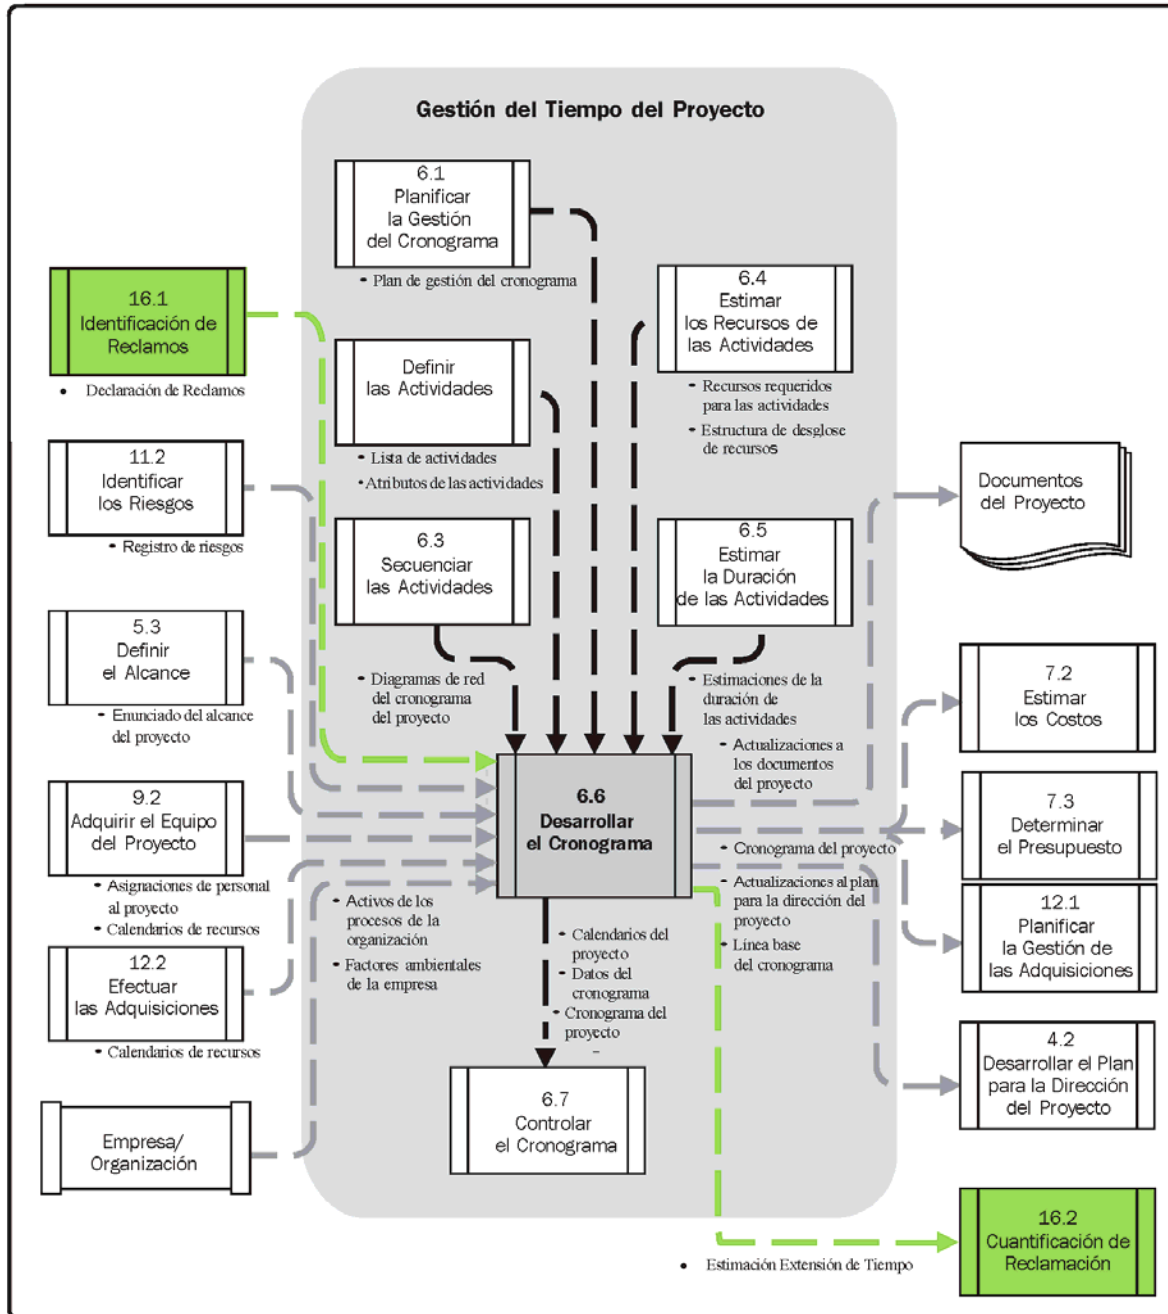 Gestión del Tiempo del Proyecto
6.1
Planificar
la Gestión
del Cronograma
• Plan de gestión del cronograma
16.1
Identificación de
Reclamos
• Declaración de Reclamos
6.4
Estimar
los Recursos de
las Actividades
• Recursos requeridos
para las actividades
• Estructura de desglose
de recursos
Definir
las Actividades
• Lista de actividades
• Atributos de las actividades
11.2
Identificar
los Riesgos
• Registro de riesgos
6.3
Secuenciar
las Actividades
• Diagramas de red
del cronograma
del proyecto
6.5
Estimar
la Duración
de las Actividades
• Estimaciones de la
duración de
las actividades
• Actualizaciones a
los documentos
del proyecto
Documentos
del Proyecto
5.3
Definir
el Alcance
• Enunciado del alcance
del proyecto
7.2
Estimar
los Costos
9.2
Adquirir el Equipo
del Proyecto
• Asignaciones de personal
al proyecto
• Calendarios de recursos
6.6
Desarrollar
el Cronograma
• Cronograma del proyecto
• Actualizaciones al plan
para la dirección del
proyecto
• Línea base
del cronograma
7.3
Determinar
el Presupuesto
12.1
Planificar
la Gestión de
las Adquisiciones
12.2
Efectuar
las Adquisiciones
• Calendarios de recursos
• Activos de los
procesos de la
organización
• Factores ambientales
de la empresa
• Calendarios del
proyecto
• Datos del
cronograma
• Cronograma del
proyecto
–
4.2
Desarrollar el Plan
para la Dirección
del Proyecto
6.7
Controlar
el Cronograma
Empresa/
Organización
16.2
Cuantificación de
Reclamación
• Estimación Extensión de Tiempo